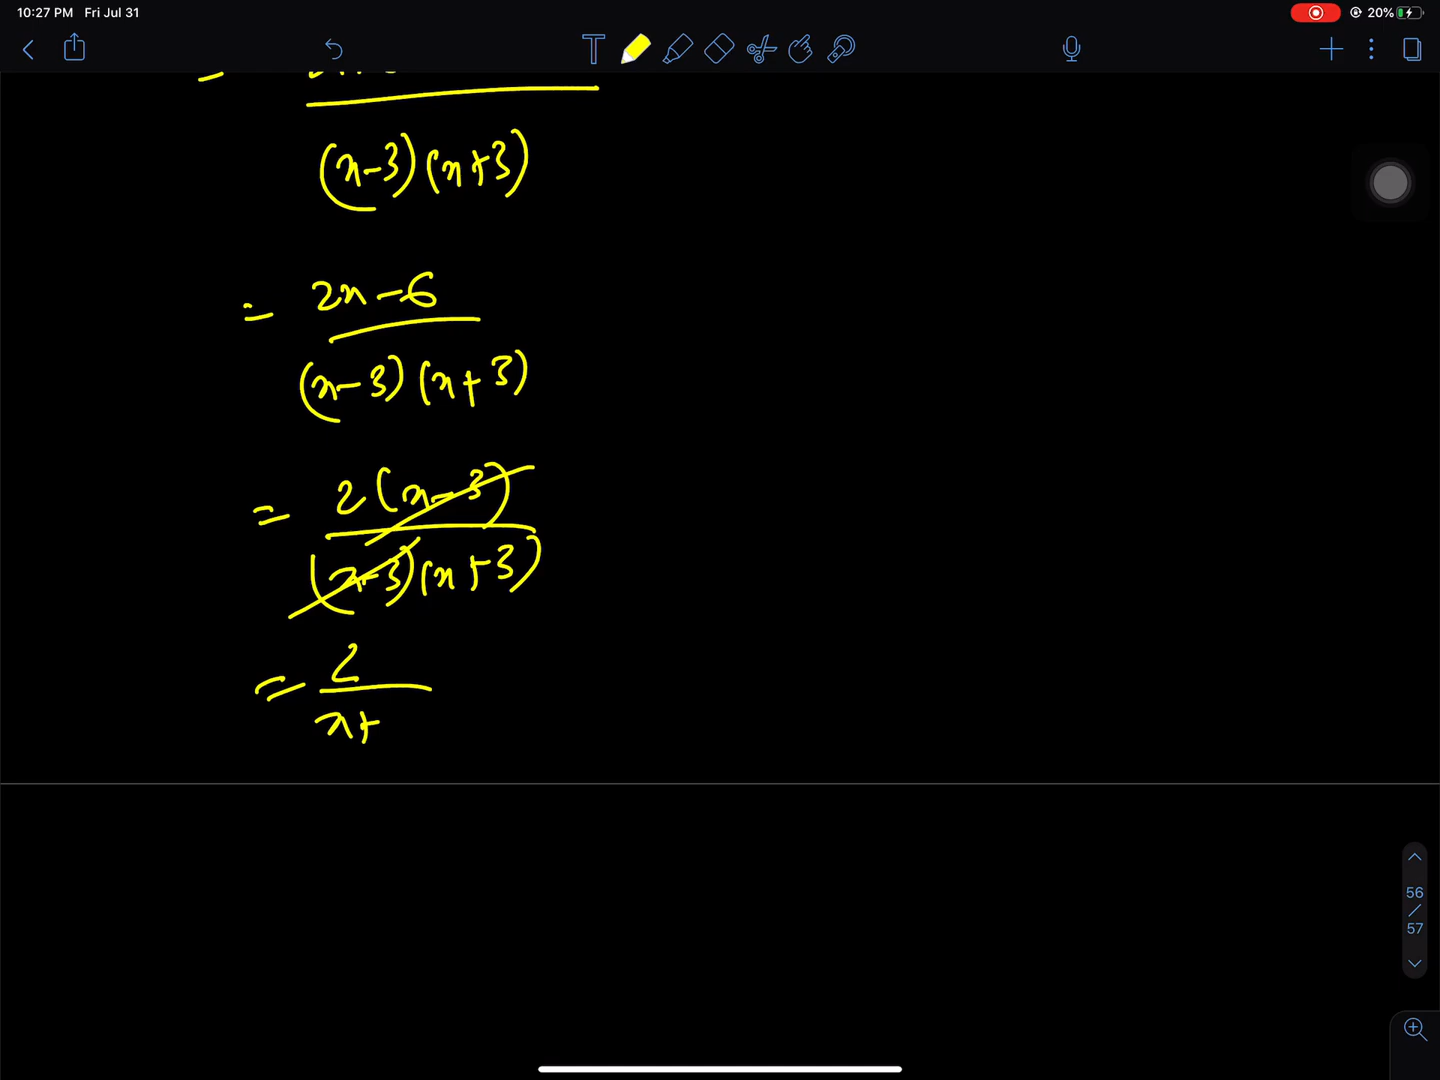 10:27 PM Fri Jul 31
20%
=
(x-3)(x+3)
= 2x-6
(x-3)(x+3)
= 2(x-3)
(x-3)(x+3)
= 2
x+
56
/
57